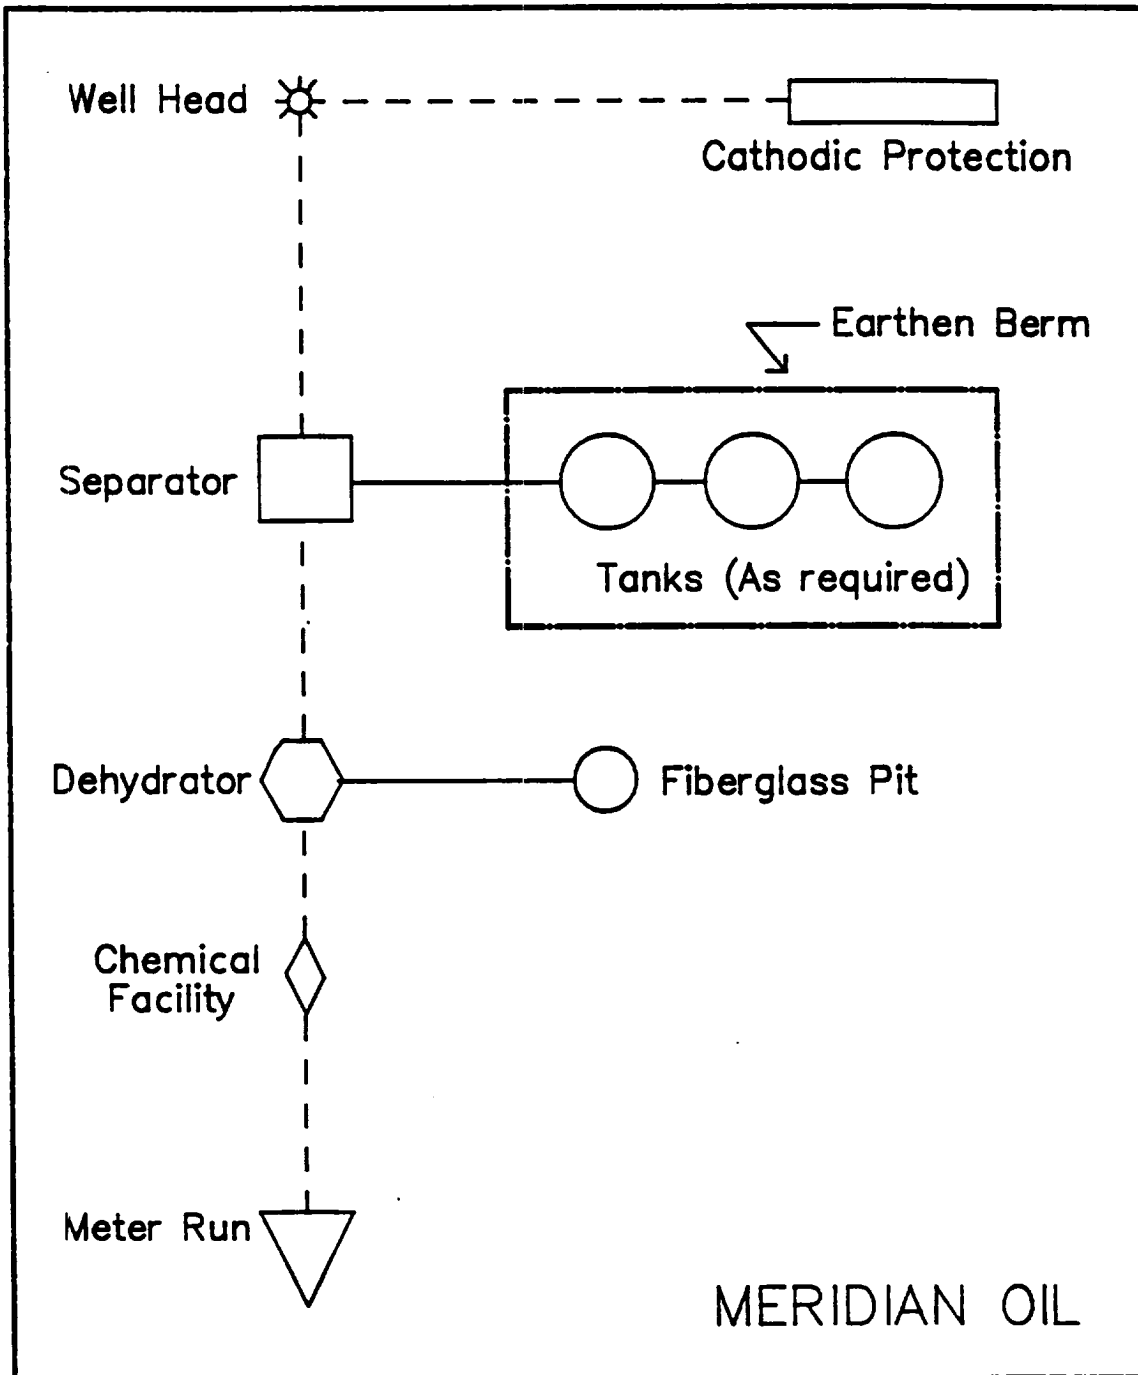 Well Head
Cathodic Protection
Earthen Berm
Separator
Tanks (As required)
Dehydrator
Fiberglass Pit
Chemical
Facility
Meter Run
MERIDIAN OIL